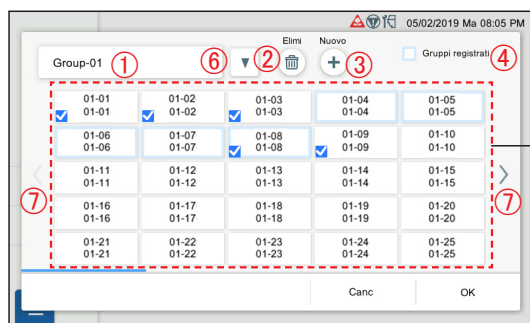 05/02/2019 Ma 08:05 PM
Elimi Nuovo
Group-01 ① ⑥ ▼ ② + ③ Gruppi registrati ④
01-01 01-02 01-03 01-04 01-05
01-01 01-02 01-03 01-04 01-05
01-06 01-07 01-08 01-09 01-10
01-06 01-07 01-08 01-09 01-10
01-11 01-12 01-13 01-14 01-15
01-11 01-12 01-13 01-14 01-15
⑦ ⑦
01-16 01-17 01-18 01-19 01-20
01-16 01-17 01-18 01-19 01-20
01-21 01-22 01-23 01-24 01-25
01-21 01-22 01-23 01-24 01-25
Canc OK